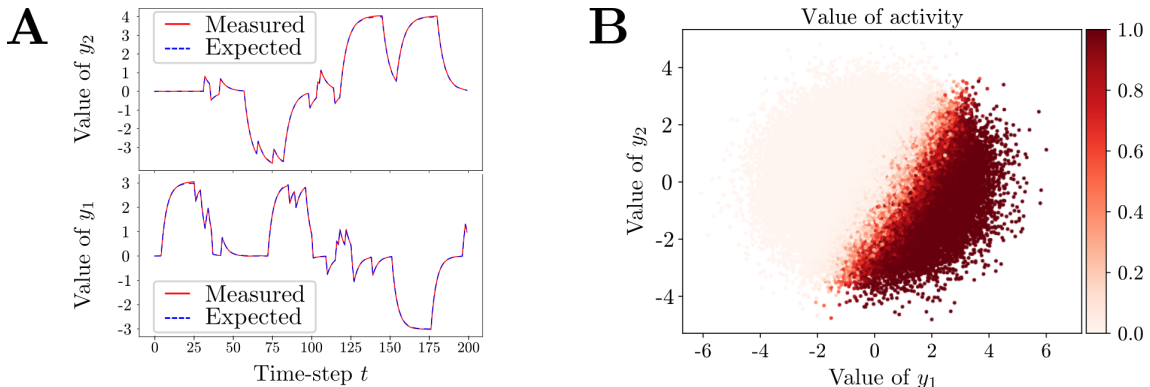 A
Value of y2
4
3
2
1
0
-1
-2
-3
Measured
Expected
Value of y1
3
2
1
0
-1
-2
-3
Measured
Expected
0 25 50 75 100 125 150 175 200
Time-step t
B
Value of activity
Value of y2
4
2
0
-2
-4
-6 -4 -2 0 2 4 6
Value of y1
1.0
0.8
0.6
0.4
0.2
0.0